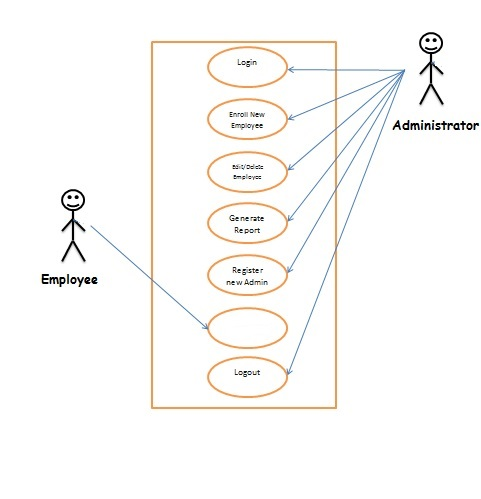 Login
Administrator
Enroll New
Employee
Edit/Delete
Employee
Generate
Report
Employee
Register
new Admin
Logout